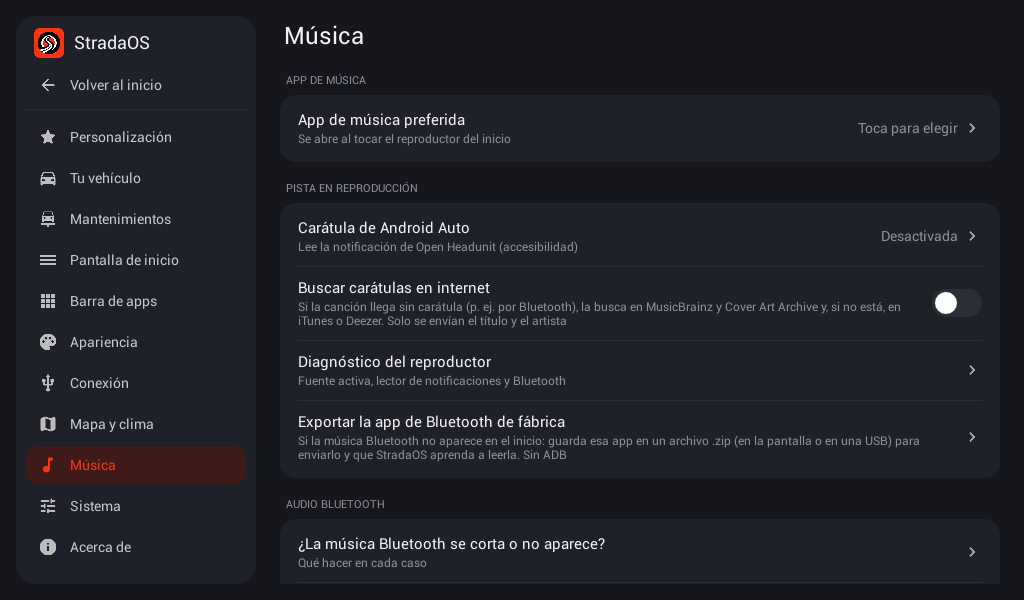 StradaOS
Volver al inicio
Personalización
Tu vehículo
Mantenimientos
Pantalla de inicio
Barra de apps
Apariencia
Conexión
Mapa y clima
Música
Sistema
Acerca de
Música
APP DE MÚSICA
App de música preferida
Se abre al tocar el reproductor del inicio
Toca para elegir
PISTA EN REPRODUCCIÓN
Carátula de Android Auto
Lee la notificación de Open Headunit (accesibilidad)
Desactivada
Buscar carátulas en internet
Si la canción llega sin carátula (p. ej. por Bluetooth), la busca en MusicBrainz y Cover Art Archive y, si no está, en
iTunes o Deezer. Solo se envían el título y el artista
Diagnóstico del reproductor
Fuente activa, lector de notificaciones y Bluetooth
Exportar la app de Bluetooth de fábrica
Si la música Bluetooth no aparece en el inicio: guarda esa app en un archivo .zip (en la pantalla o en una USB) para
enviarlo y que StradaOS aprenda a leerla. Sin ADB
AUDIO BLUETOOTH
¿La música Bluetooth se corta o no aparece?
Qué hacer en cada caso